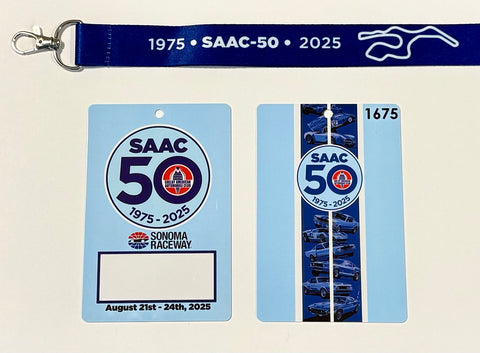 1975 • SAAC-50 • 2025
SAAC
50
1975 - 2025
SONOMA
RACEWAY
August 21st - 24th, 2025
1675
SAAC
50
1975 - 2025